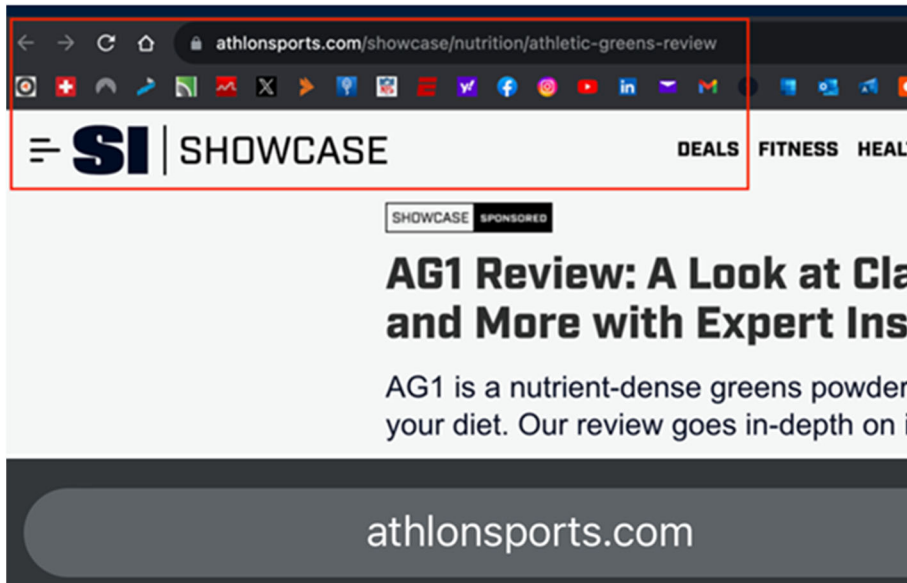 athlonsports.com/showcase/nutrition/athletic-greens-review
SI SHOWCASE
DEALS FITNESS HEAL
SHOWCASE SPONSORED
AG1 Review: A Look at Cla
and More with Expert Ins
AG1 is a nutrient-dense greens powder
your diet. Our review goes in-depth on i
athlonsports.com